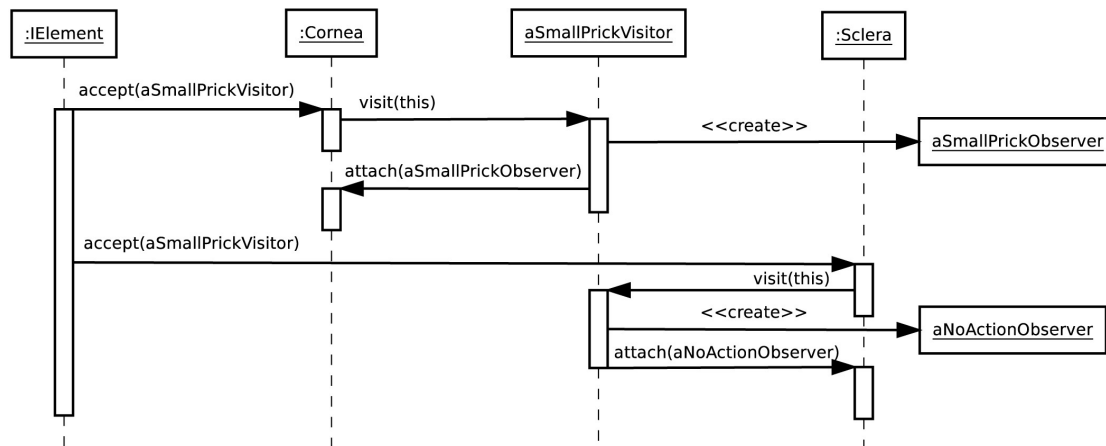 :IElement
:Cornea
aSmallPrickVisitor
:Sclera
accept(aSmallPrickVisitor)
visit(this)
<<create>>
aSmallPrickObserver
attach(aSmallPrickObserver)
accept(aSmallPrickVisitor)
visit(this)
<<create>>
aNoActionObserver
attach(aNoActionObserver)